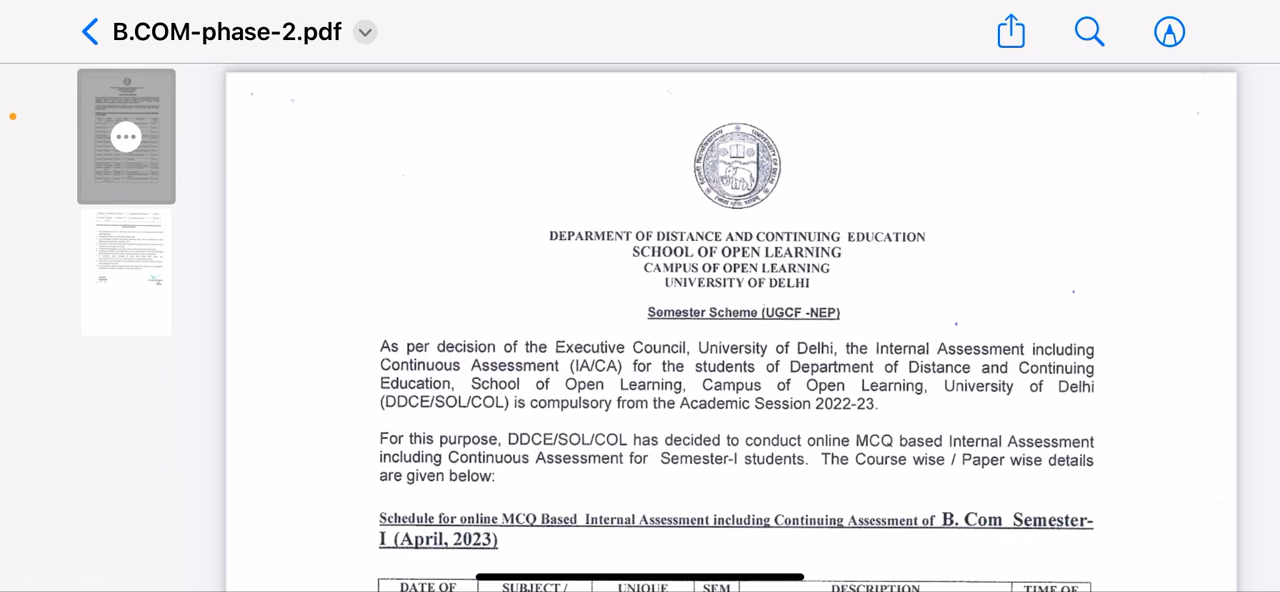 B.COM-phase-2.pdf
UNIVERSITY OF DELHI
DEPARMENT OF DISTANCE AND CONTINUING EDUCATION
SCHOOL OF OPEN LEARNING
CAMPUS OF OPEN LEARNING
UNIVERSITY OF DELHI
Semester Scheme (UGCF -NEP)
As per decision of the Executive Council, University of Delhi, the Internal Assessment including
Continuous Assessment (IA/CA) for the students of Department of Distance and Continuing
Education, School of Open Learning, Campus of Open Learning, University of Delhi
(DDCE/SOL/COL) is compulsory from the Academic Session 2022-23.
For this purpose, DDCE/SOL/COL has decided to conduct online MCQ based Internal Assessment
including Continuous Assessment for Semester-I students. The Course wise / Paper wise details
are given below:
Schedule for online MCQ Based Internal Assessment including Continuing Assessment of B. Com Semester-
I (April, 2023)
DATE OF SUBJECT / UNIQUE SEM DESCRIPTION TIME OF